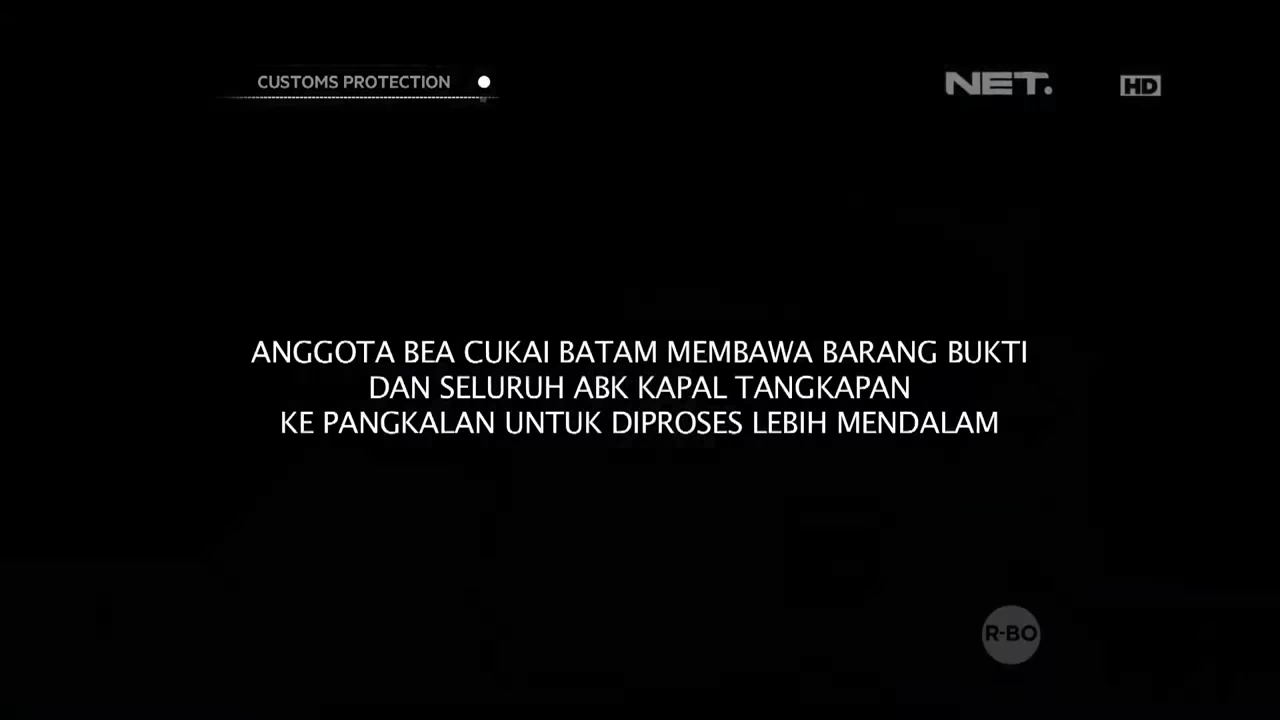 CUSTOMS PROTECTION
NET.
HD
ANGGOTA BEA CUKAI BATAM MEMBAWA BARANG BUKTI
DAN SELURUH ABK KAPAL TANGKAPAN
KE PANGKALAN UNTUK DIPROSES LEBIH MENDALAM
R-BO